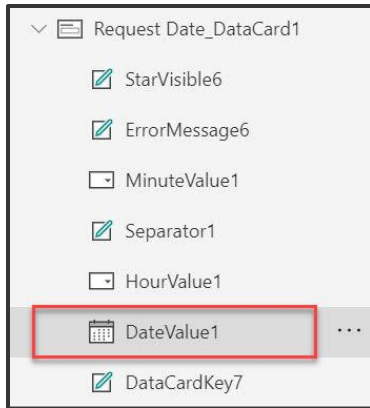 Request Date_DataCard1
StarVisible6
ErrorMessage6
MinuteValue1
Separator1
HourValue1
DateValue1
DataCardKey7